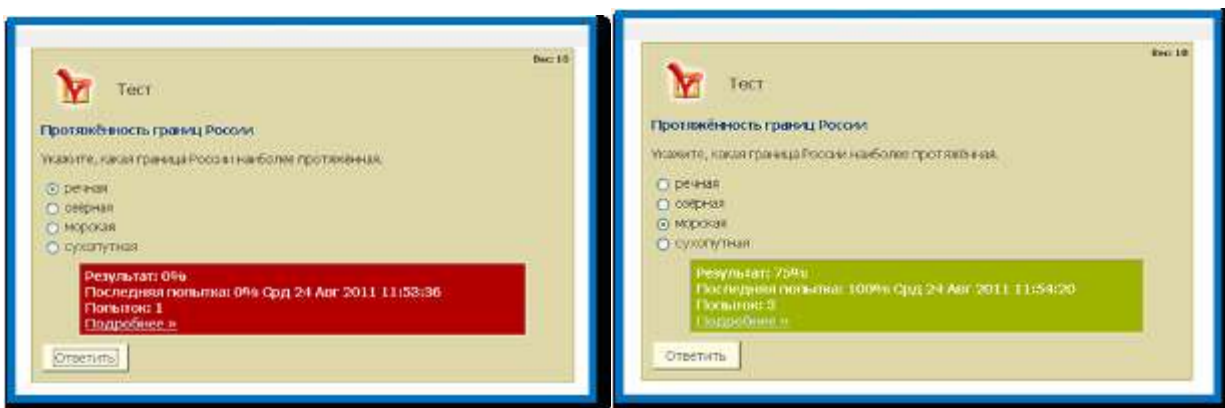 Вес: 10
Тест
Протяжённость границ России
Укажите, какая граница России наиболее протяжённая.
речная
озёрная
морская
сухопутная
Результат: 0%
Последняя попытка: 0% Срд 24 Авг 2011 11:53:36
Попыток: 1
Подробнее »
Ответить
Вес: 10
Тест
Протяжённость границ России
Укажите, какая граница России наиболее протяжённая.
речная
озёрная
морская
сухопутная
Результат: 75%
Последняя попытка: 100% Срд 24 Авг 2011 11:54:20
Попыток: 3
Подробнее »
Ответить